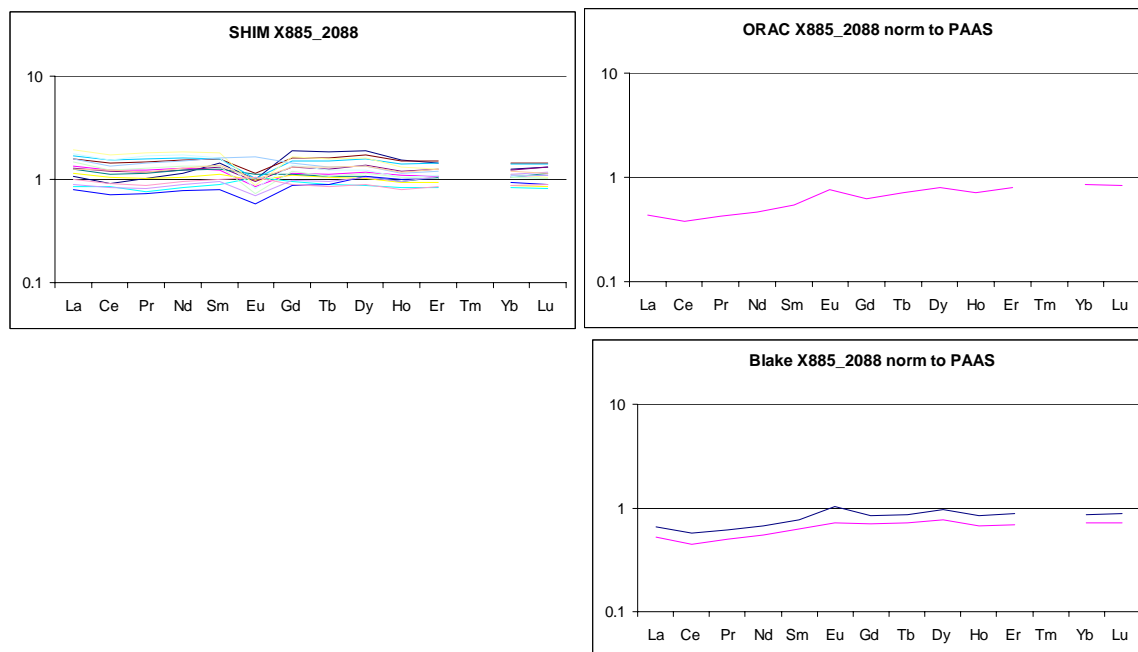 SHIM X885_2088
10
1
0.1
La Ce Pr Nd Sm Eu Gd Tb Dy Ho Er Tm Yb Lu
ORAC X885_2088 norm to PAAS
10
1
0.1
La Ce Pr Nd Sm Eu Gd Tb Dy Ho Er Tm Yb Lu
Blake X885_2088 norm to PAAS
10
1
0.1
La Ce Pr Nd Sm Eu Gd Tb Dy Ho Er Tm Yb Lu